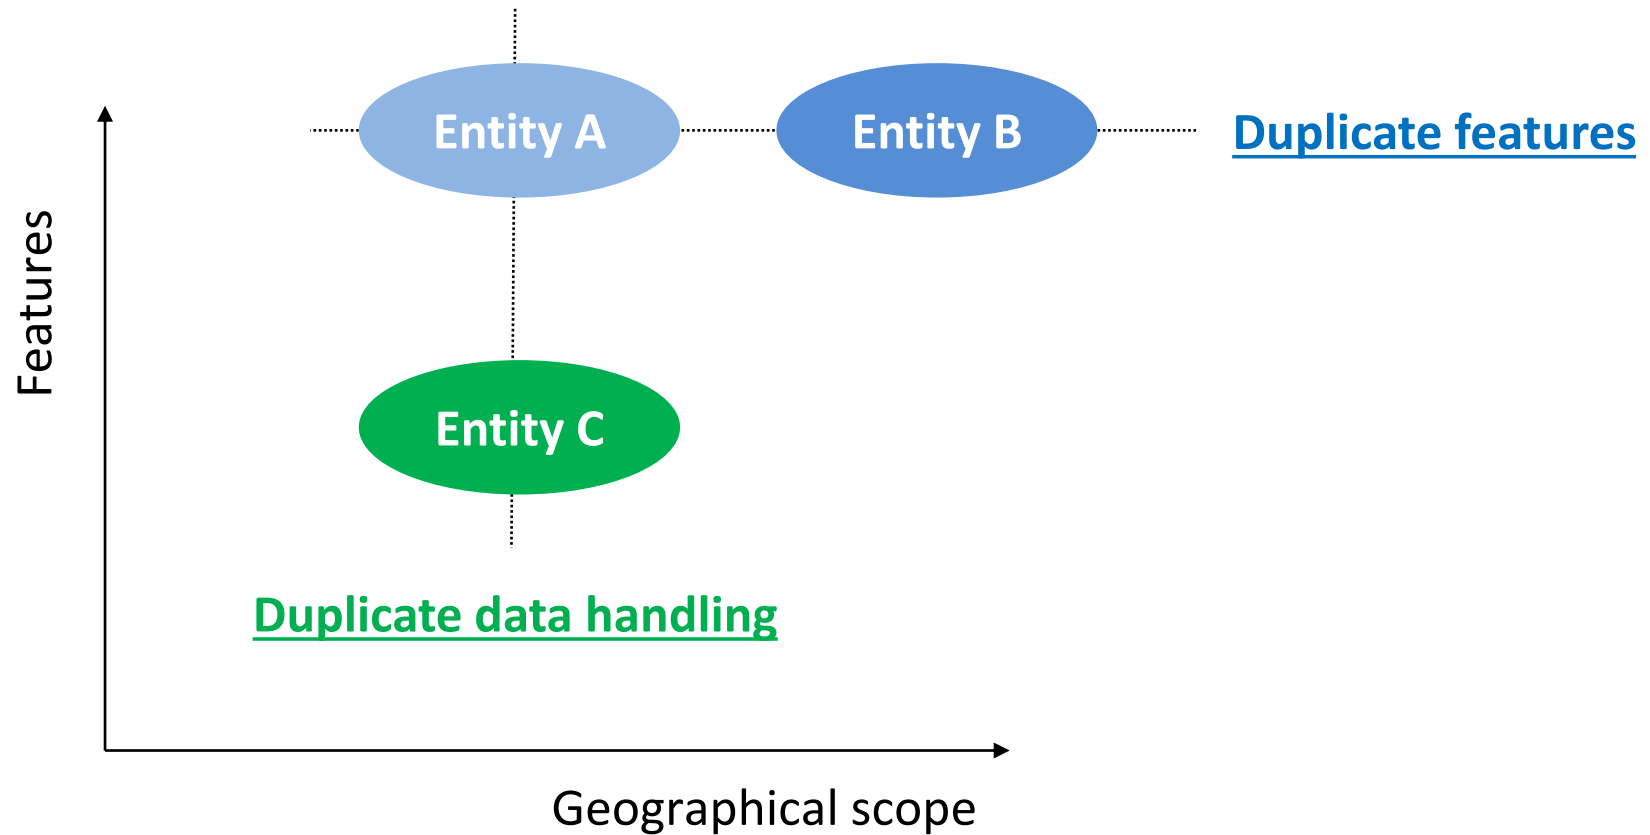 Entity A
Entity B
Duplicate features
Features
Entity C
Duplicate data handling
Geographical scope